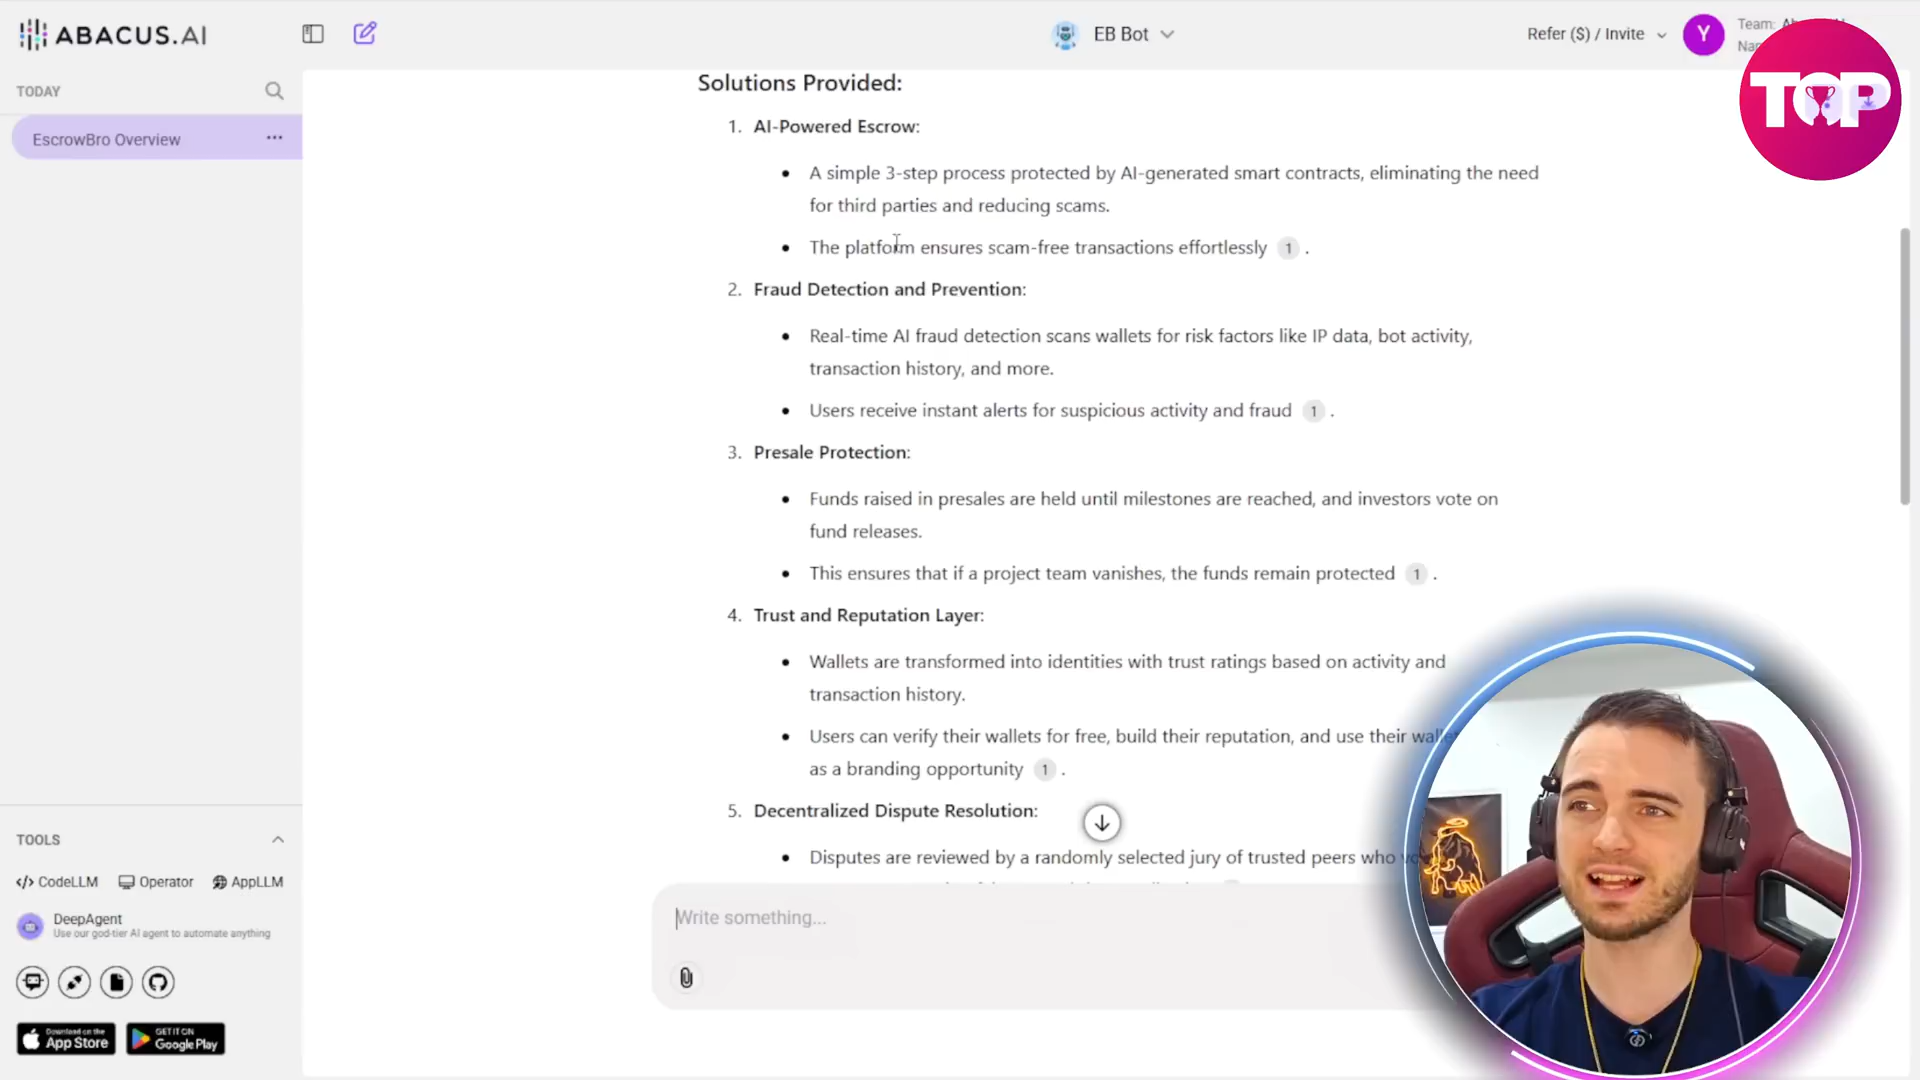 ABACUS.AI
EB Bot
Refer ($) / Invite
Y
Team:
TOP
TODAY
EscrowBro Overview
Solutions Provided:
1. AI-Powered Escrow:
• A simple 3-step process protected by AI-generated smart contracts, eliminating the need
for third parties and reducing scams.
• The platform ensures scam-free transactions effortlessly 1 .
2. Fraud Detection and Prevention:
• Real-time AI fraud detection scans wallets for risk factors like IP data, bot activity,
transaction history, and more.
• Users receive instant alerts for suspicious activity and fraud 1 .
3. Presale Protection:
• Funds raised in presales are held until milestones are reached, and investors vote on
fund releases.
• This ensures that if a project team vanishes, the funds remain protected 1 .
4. Trust and Reputation Layer:
• Wallets are transformed into identities with trust ratings based on activity and
transaction history.
• Users can verify their wallets for free, build their reputation, and use their
as a branding opportunity 1 .
5. Decentralized Dispute Resolution:
• Disputes are reviewed by a randomly selected jury of trusted peers who
Write something...
TOOLS
CodeLLM Operator AppLLM
DeepAgent
Use our god-tier AI agent to automate anything
Download on the
App Store
GET IT ON
Google Play